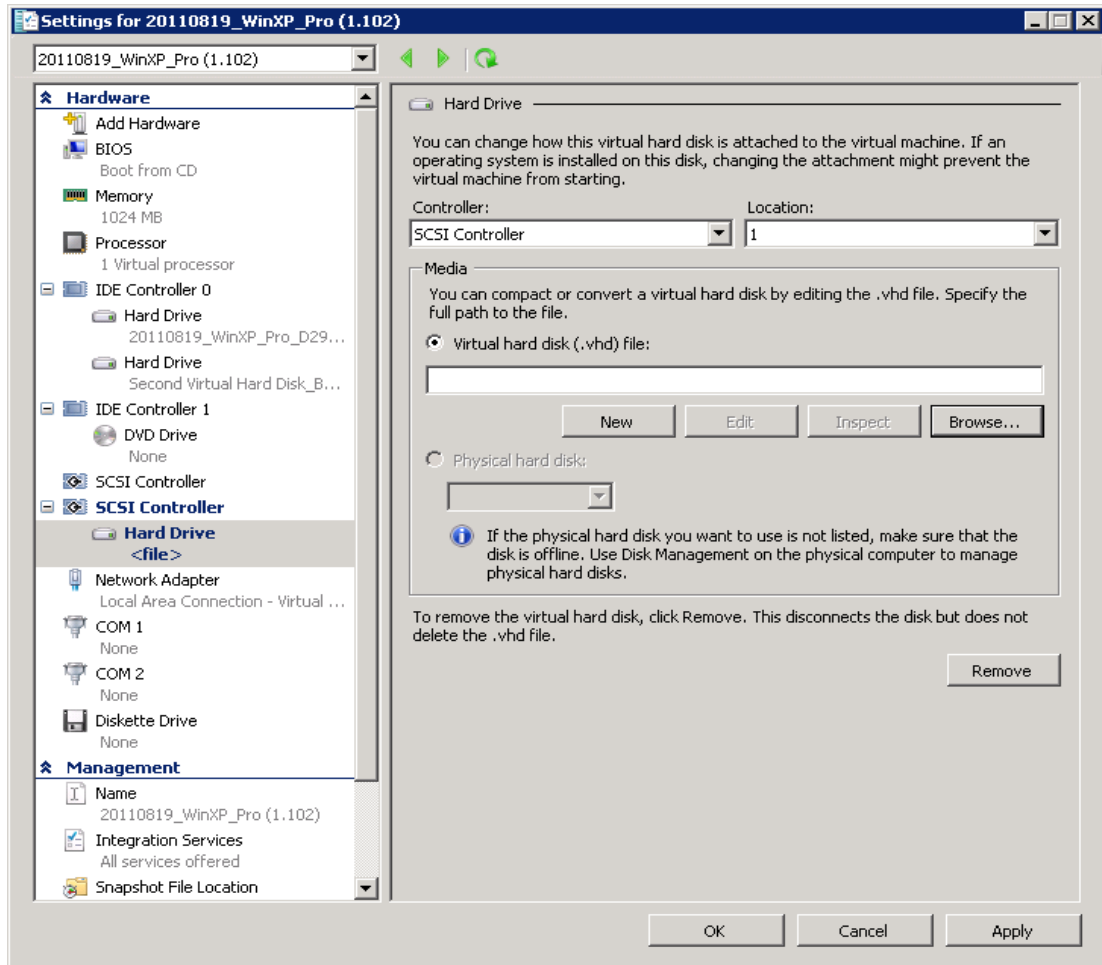 Settings for 20110819_WinXP_Pro (1.102)
20110819_WinXP_Pro (1.102)
Hardware
Add Hardware
BIOS
Boot from CD
Memory
1024 MB
Processor
1 Virtual processor
IDE Controller 0
Hard Drive
20110819_WinXP_Pro_D29...
Hard Drive
Second Virtual Hard Disk_B...
IDE Controller 1
DVD Drive
None
SCSI Controller
SCSI Controller
Hard Drive
<file>
Network Adapter
Local Area Connection - Virtual ...
COM 1
None
COM 2
None
Diskette Drive
None
Management
Name
20110819_WinXP_Pro (1.102)
Integration Services
All services offered
Snapshot File Location
Hard Drive
You can change how this virtual hard disk is attached to the virtual machine. If an
operating system is installed on this disk, changing the attachment might prevent the
virtual machine from starting.
Controller:
Location:
SCSI Controller
1
Media
You can compact or convert a virtual hard disk by editing the .vhd file. Specify the
full path to the file.
Virtual hard disk (.vhd) file:
New
Edit
Inspect
Browse...
Physical hard disk:
If the physical hard disk you want to use is not listed, make sure that the
disk is offline. Use Disk Management on the physical computer to manage
physical hard disks.
To remove the virtual hard disk, click Remove. This disconnects the disk but does not
delete the .vhd file.
Remove
OK
Cancel
Apply